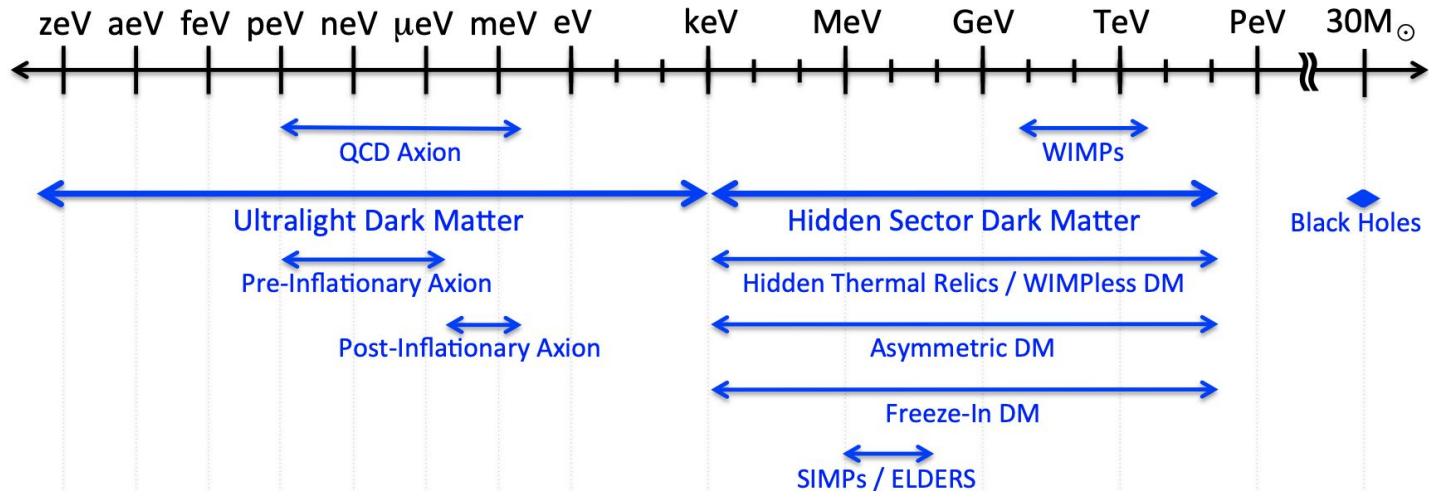 zeV aeV feV peV neV μeV meV eV keV MeV GeV TeV PeV 30M☉
QCD Axion WIMPs
Ultralight Dark Matter Hidden Sector Dark Matter Black Holes
Pre-Inflationary Axion Hidden Thermal Relics / WIMPless DM
Post-Inflationary Axion Asymmetric DM
Freeze-In DM
SIMPs / ELDERS